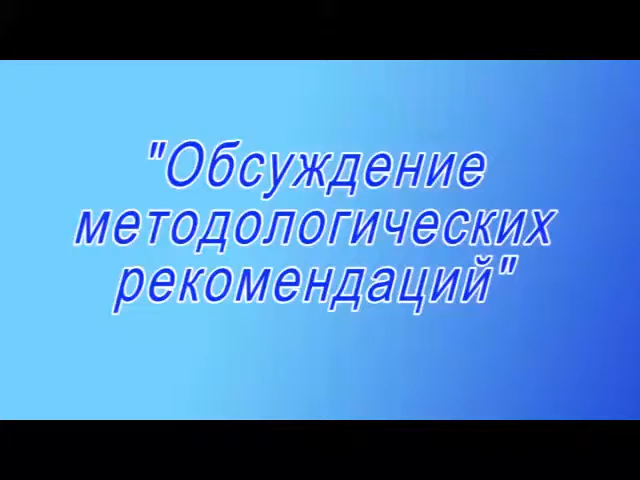 "Обсуждение
методологических
рекомендаций"